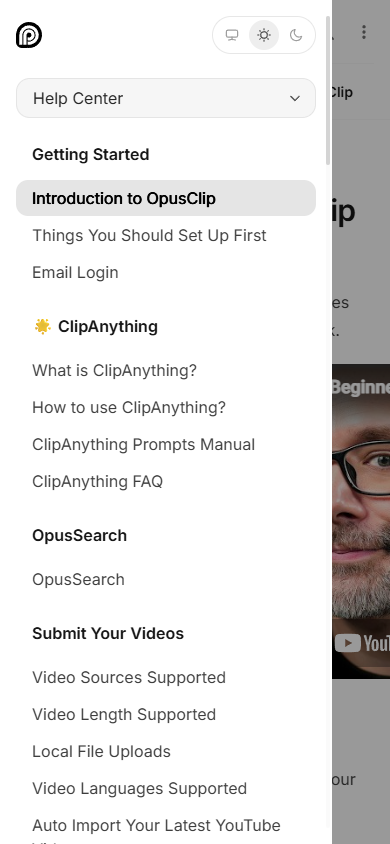 Help Center
Clip
Getting Started
Introduction to OpusClip
ip
Things You Should Set Up First
Email Login
es
🌟 ClipAnything
k.
What is ClipAnything?
Beginne
How to use ClipAnything?
ClipAnything Prompts Manual
ClipAnything FAQ
OpusSearch
OpusSearch
Submit Your Videos
YouT
Video Sources Supported
Video Length Supported
Local File Uploads
our
Video Languages Supported
Auto Import Your Latest YouTube